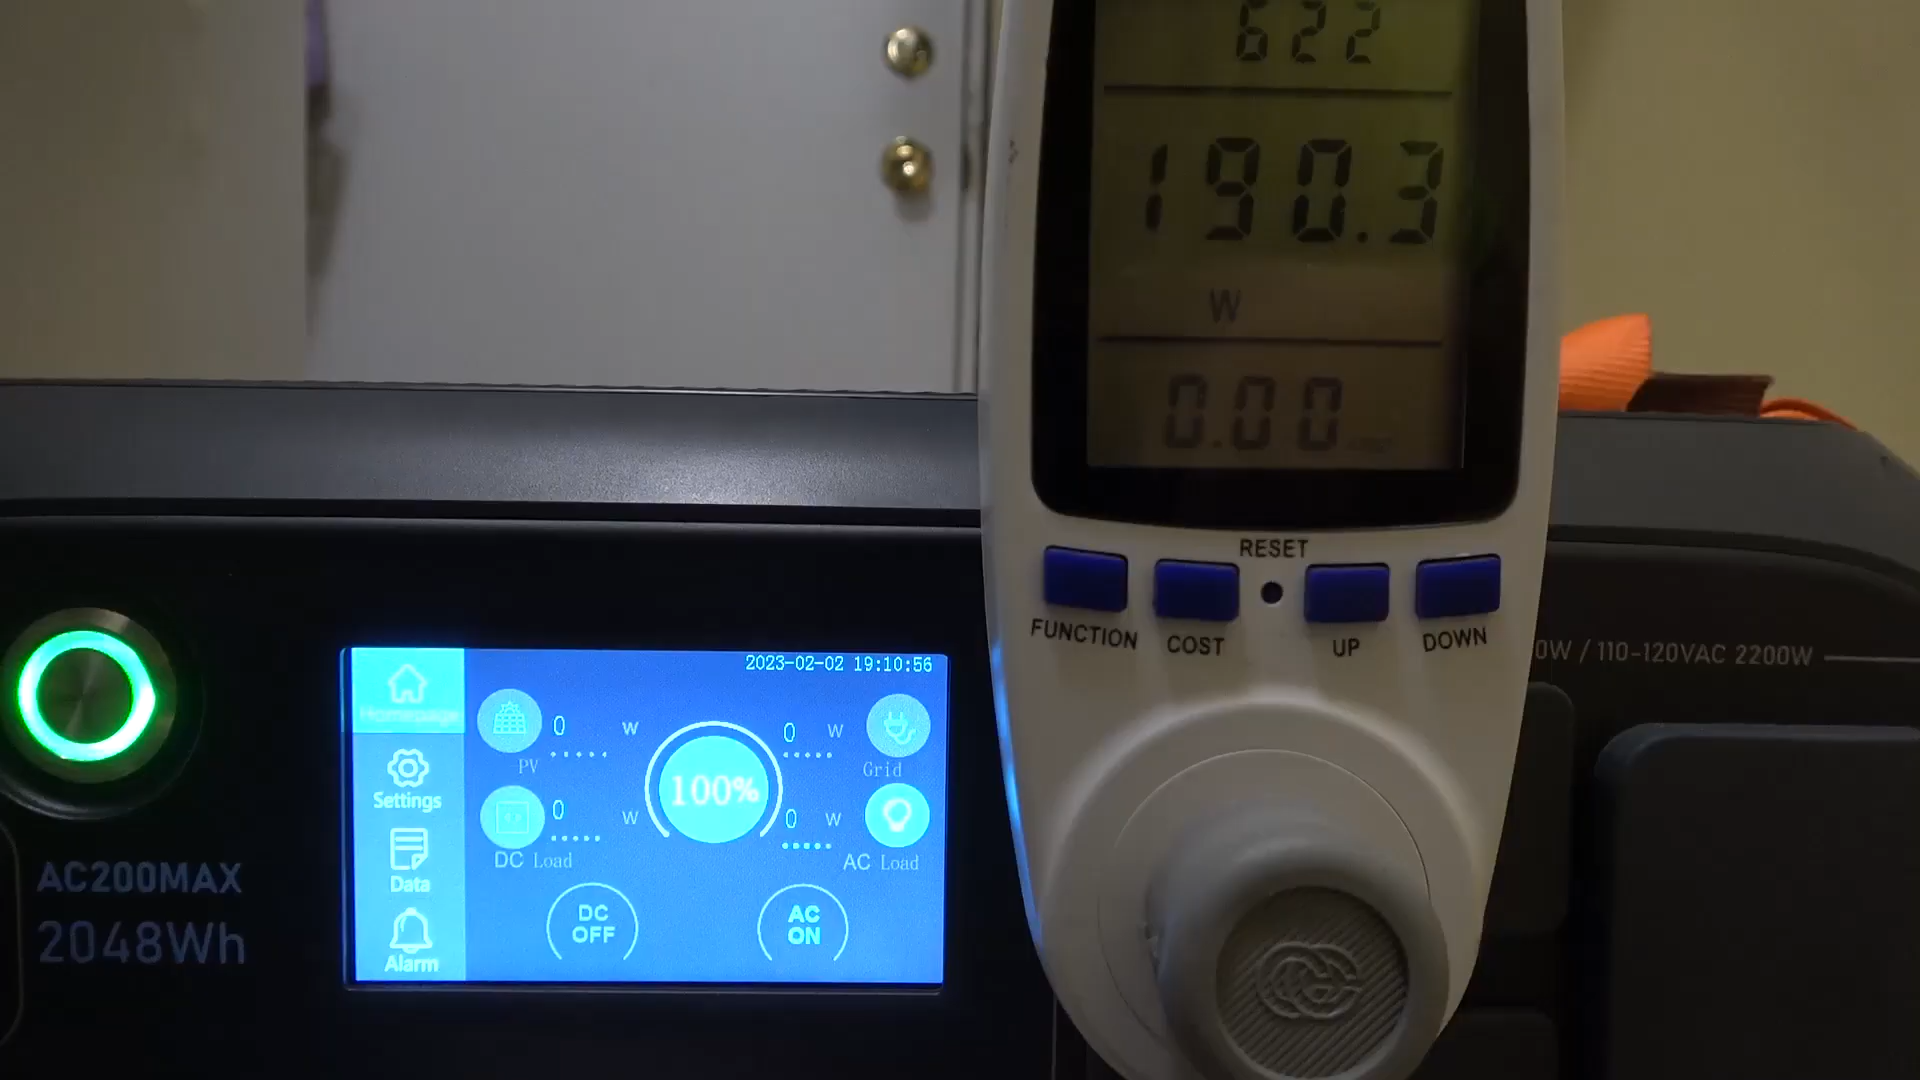 622
190.3
W
0.00
RESET
FUNCTION
COST
UP
DOWN
0W / 110-120VAC 2200W
AC200MAX
2048Wh
2023-02-02 19:10:56
Homepage
Settings
Data
Alarm
0 W
PV
0 W
Grid
100%
0 W
DC Load
0 W
AC Load
DC
OFF
AC
ON